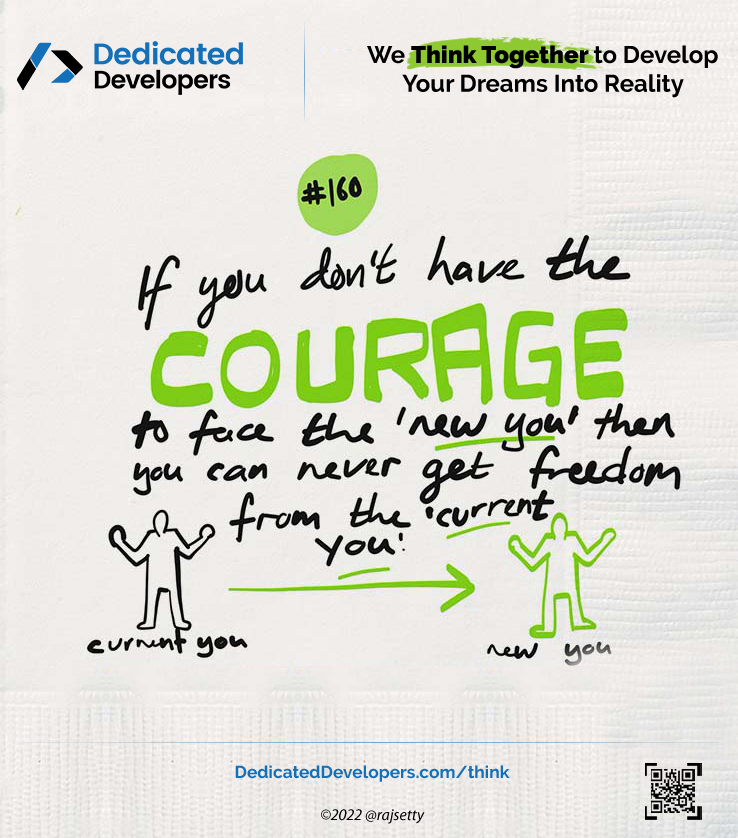 Dedicated
Developers
We Think Together to Develop
Your Dreams Into Reality
#160
If you don't have the
COURAGE
to face the 'new you' then
you can never get freedom
from the 'current
you'.
current you
new you
DedicatedDevelopers.com/think
©2022 @rajsetty